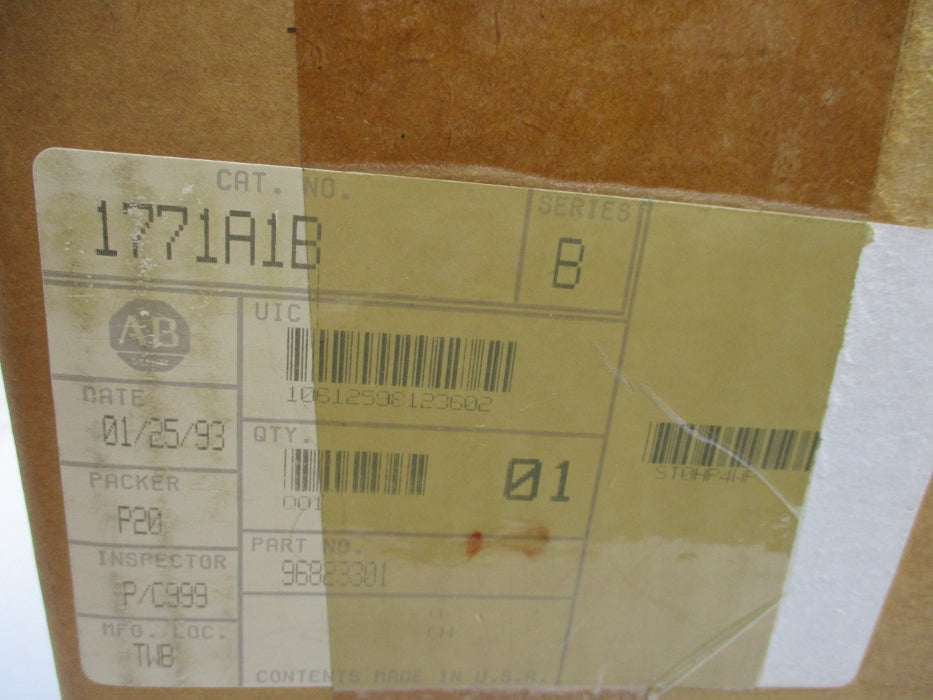 CAT. NO.
1771A1B
SERIES
B
A-B
UIC
10612598123602
DATE
01/25/93
QTY.
001
01
PACKER
P20
PART NO.
96823301
INSPECTOR
P/C999
MFG. LOC.
TWB
CONTENTS MADE IN U.S.A.